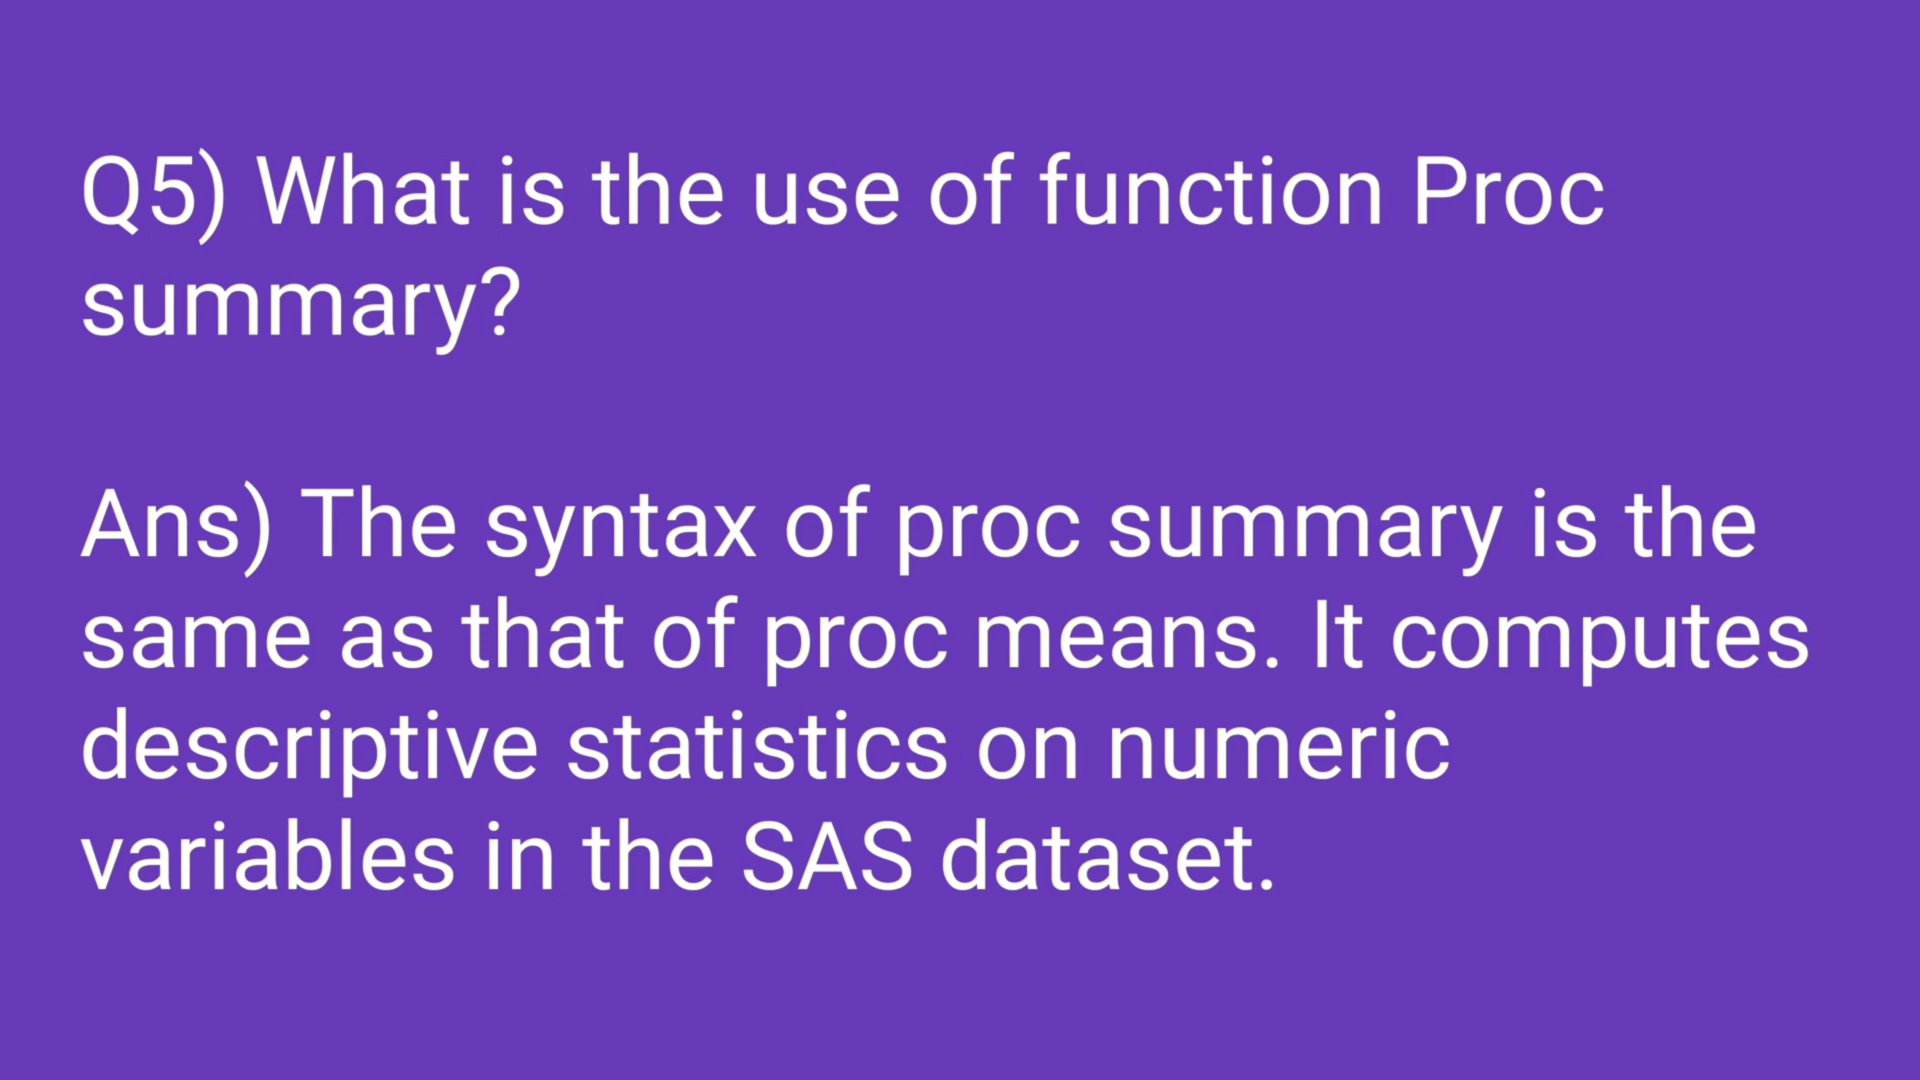 Q5) What is the use of function Proc
summary?
Ans) The syntax of proc summary is the
same as that of proc means. It computes
descriptive statistics on numeric
variables in the SAS dataset.